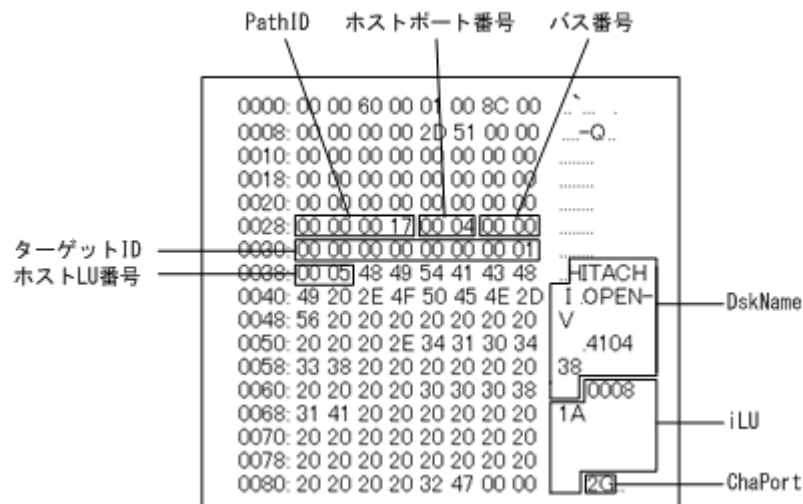 PathID ホストポート番号 バス番号
0000: 00 00 60 00 01 00 8C 00 ..`... .
0008: 00 00 00 00 2D 51 00 00 ....-Q..
0010: 00 00 00 00 00 00 00 00 ........
0018: 00 00 00 00 00 00 00 00 ........
0020: 00 00 00 00 00 00 00 00 ........
0028: 00 00 00 17 00 04 00 00 ........
ターゲットID 0030: 00 00 00 00 00 00 00 01 ........
ホストLU番号 0038: 00 05 48 49 54 41 43 48 ..HITACH
0040: 49 20 2E 4F 50 45 4E 2D I .OPEN-
DskName
0048: 56 20 20 20 20 20 20 20 V
0050: 20 20 20 2E 34 31 30 34 .4104
0058: 33 38 20 20 20 20 20 20 38
0060: 20 20 20 20 30 30 30 38 0008
0068: 31 41 20 20 20 20 20 20 1A
iLU
0070: 20 20 20 20 20 20 20 20
0078: 20 20 20 20 20 20 20 20
0080: 20 20 20 20 32 47 00 00 2G ChaPort